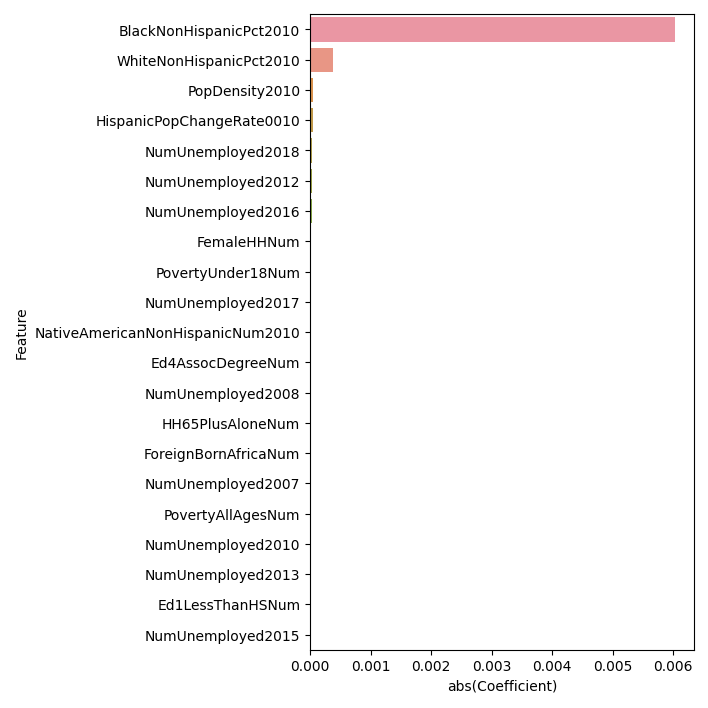 BlackNonHispanicPct2010
WhiteNonHispanicPct2010
PopDensity2010
HispanicPopChangeRate0010
NumUnemployed2018
NumUnemployed2012
NumUnemployed2016
FemaleHHNum
PovertyUnder18Num
NumUnemployed2017
NativeAmericanNonHispanicNum2010
Ed4AssocDegreeNum
NumUnemployed2008
HH65PlusAloneNum
ForeignBornAfricaNum
NumUnemployed2007
PovertyAllAgesNum
NumUnemployed2010
NumUnemployed2013
Ed1LessThanHSNum
NumUnemployed2015
Feature
0.000 0.001 0.002 0.003 0.004 0.005 0.006
abs(Coefficient)